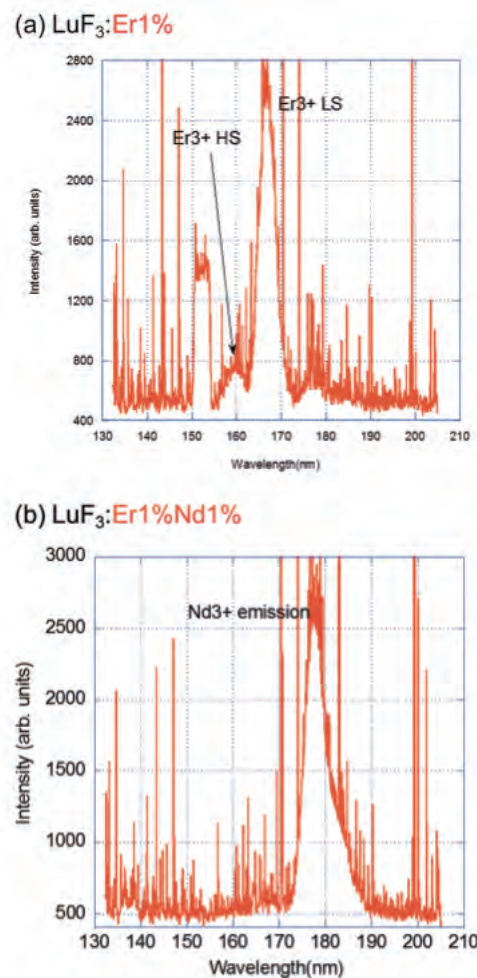 (a) LuF₃:Er1%
2800
2400
2000
1600
1200
800
400
Intensity (arb. units)
Er3+ HS
Er3+ LS
130 140 150 160 170 180 190 200 210
Wavelength(nm)
(b) LuF₃:Er1%Nd1%
3000
2500
2000
1500
1000
500
Intensity (arb. units)
Nd3+ emission
130 140 150 160 170 180 190 200 210
Wavelength(nm)